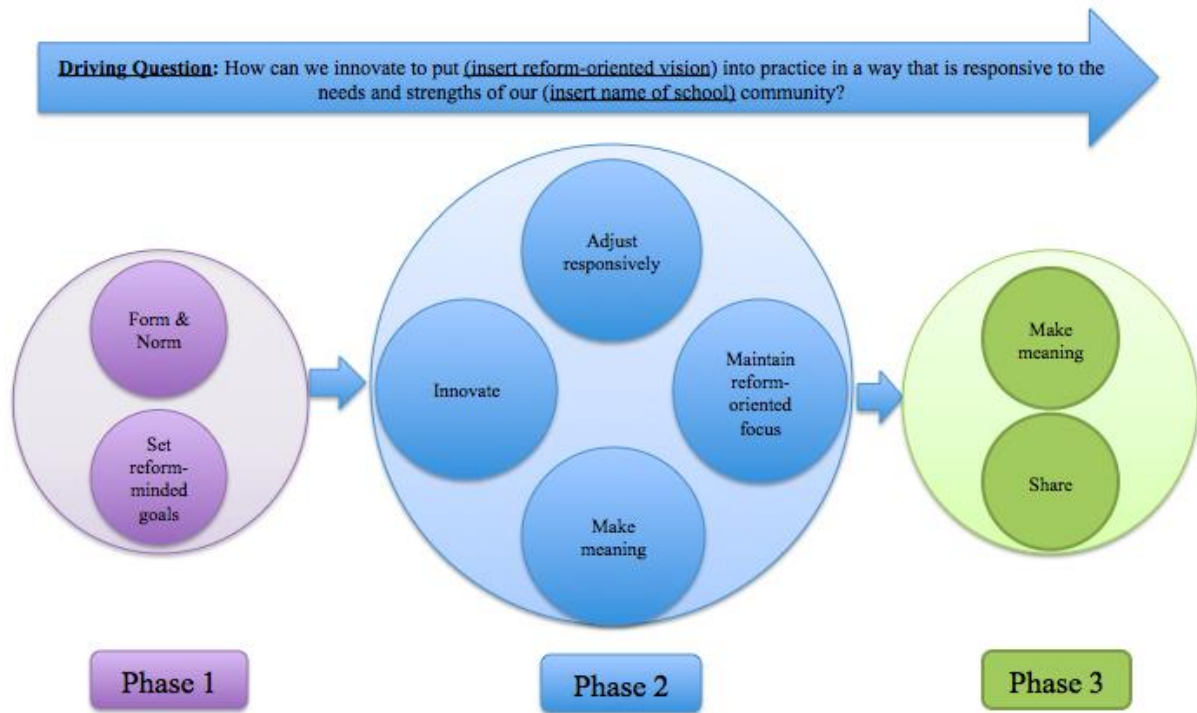 Driving Question: How can we innovate to put (insert reform-oriented vision) into practice in a way that is responsive to the
needs and strengths of our (insert name of school) community?
Form &
Norm
Set
reform-
minded
goals
Adjust
responsively
Innovate
Maintain
reform-
oriented
focus
Make
meaning
Make
meaning
Share
Phase 1
Phase 2
Phase 3